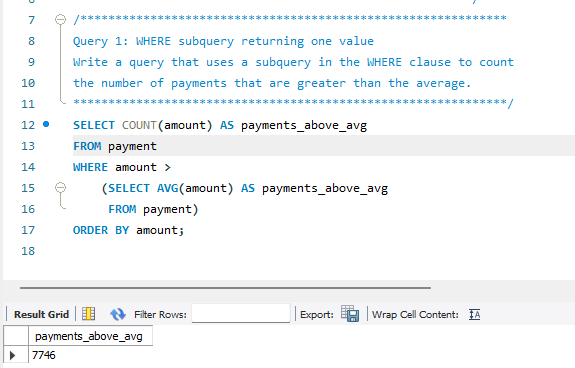 7 /*************************************************************
8 Query 1: WHERE subquery returning one value
9 Write a query that uses a subquery in the WHERE clause to count
10 the number of payments that are greater than the average.
11 **************************************************************/
12 SELECT COUNT(amount) AS payments_above_avg
13 FROM payment
14 WHERE amount >
15 (SELECT AVG(amount) AS payments_above_avg
16 FROM payment)
17 ORDER BY amount;
18
Result Grid Filter Rows: Export: Wrap Cell Content: IA
payments_above_avg
7746